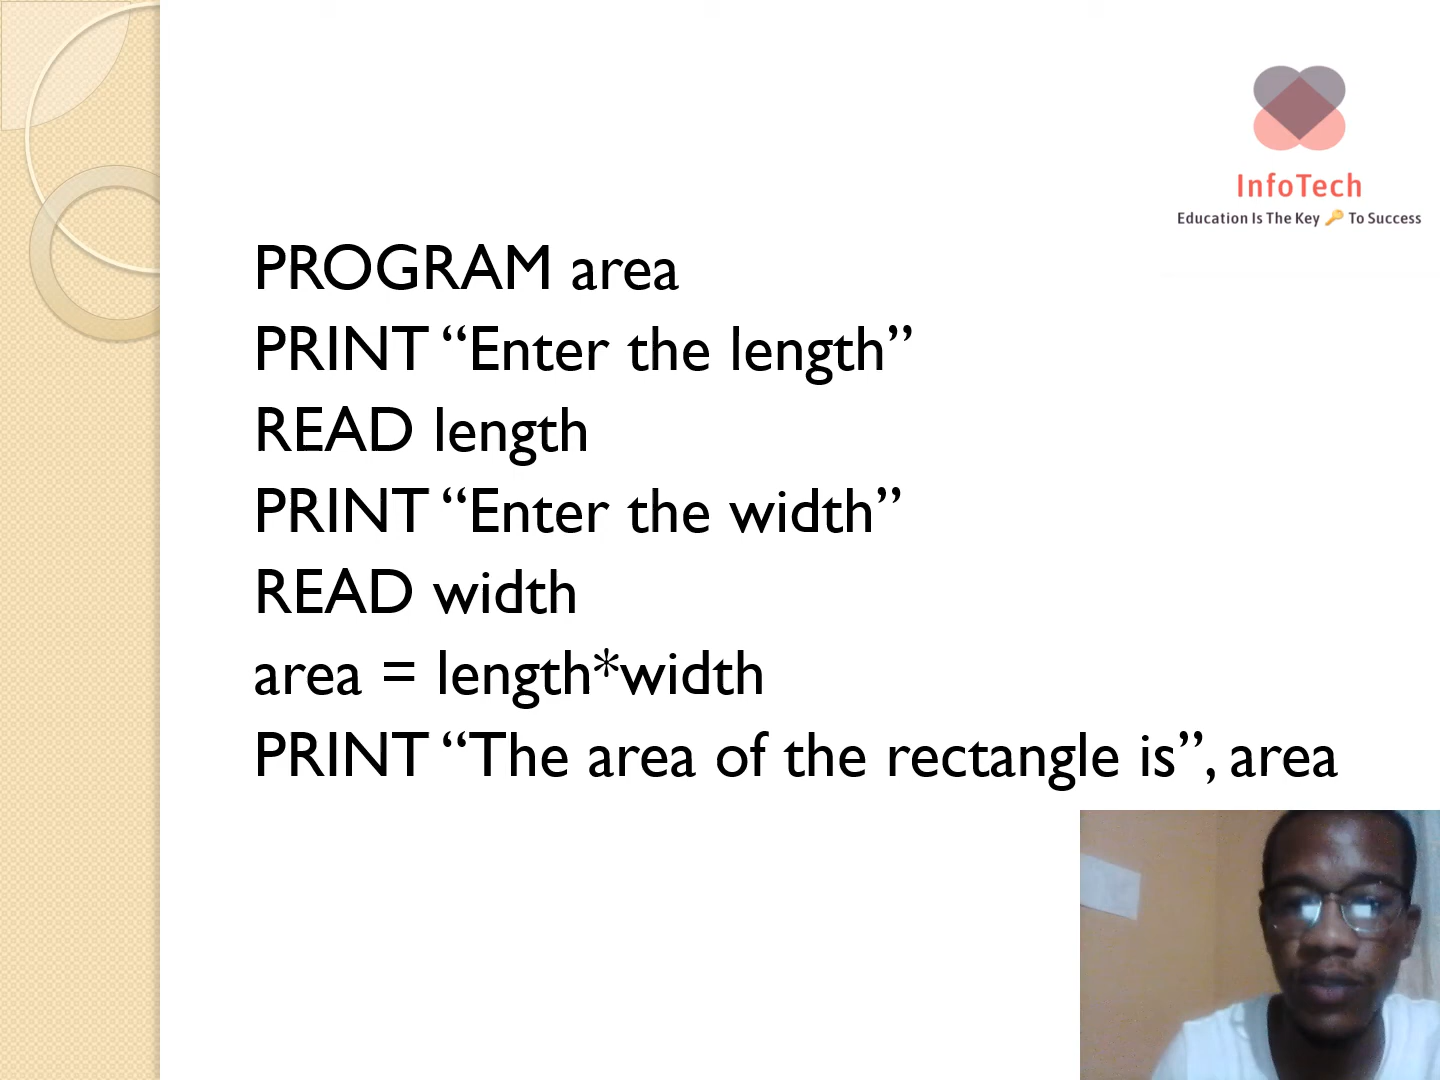 InfoTech
Education Is The Key 🔑 To Success
PROGRAM area
PRINT “Enter the length”
READ length
PRINT “Enter the width”
READ width
area = length*width
PRINT “The area of the rectangle is”, area